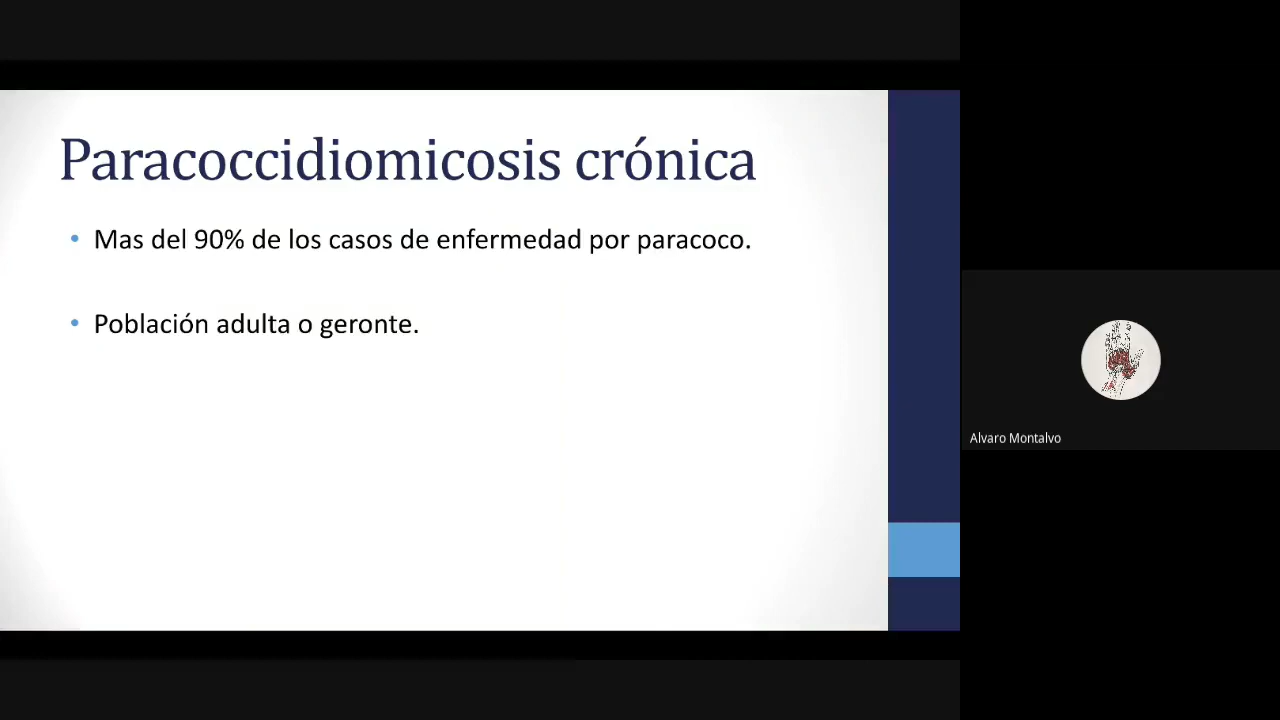 Paracoccidiomicosis crónica
• Mas del 90% de los casos de enfermedad por paracoco.
• Población adulta o geronte.
Alvaro Montalvo